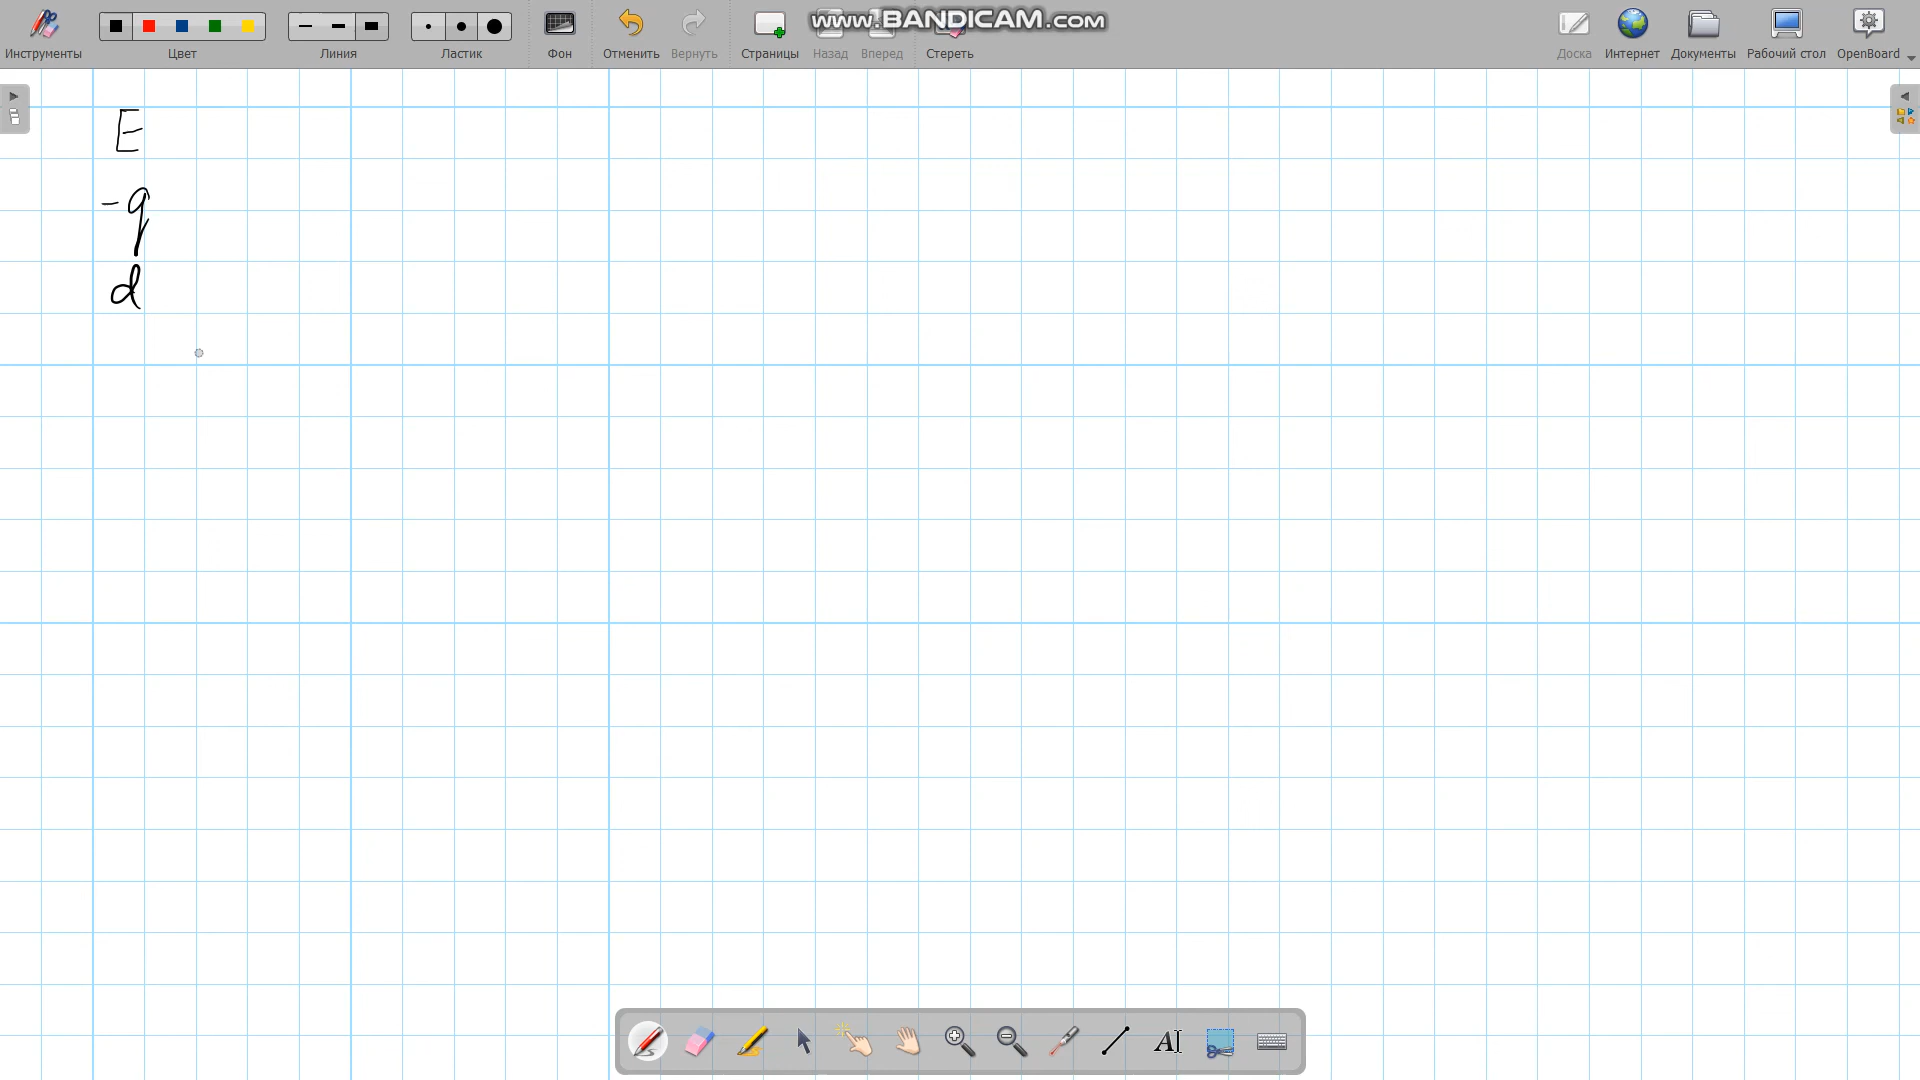 www.BANDICAM.com
Инструменты Цвет Линия Ластик Фон Отменить Вернуть Страницы Назад Вперед Стереть Доска Интернет Документы Рабочий стол OpenBoard
E
-q
d